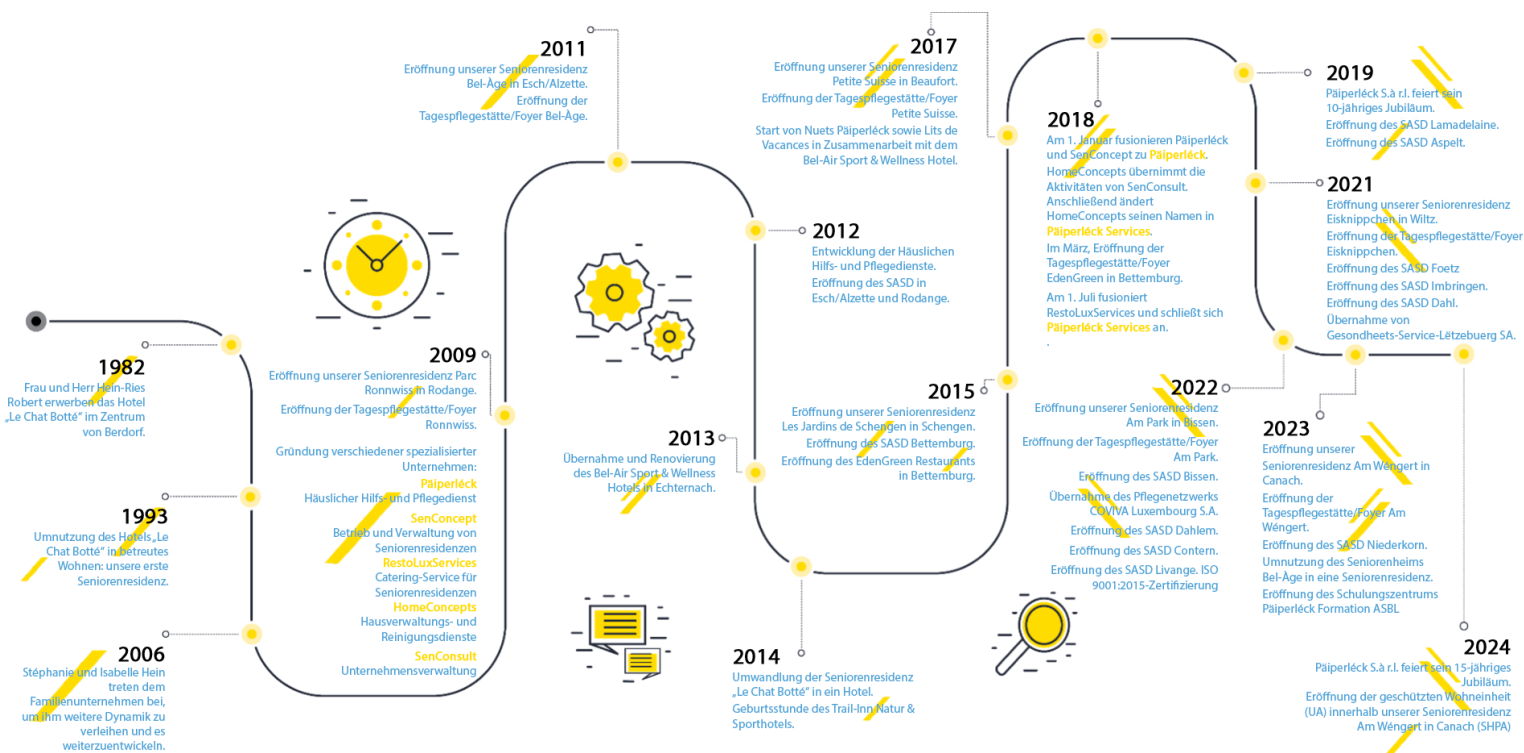 1982
Frau und Herr Hein-Ries
Robert erwerben das Hotel
„Le Chat Botté“ im Zentrum
von Berdorf.
1993
Umnutzung des Hotels „Le
Chat Botté“ in betreutes
Wohnen: unsere erste
Seniorenresidenz.
2006
Stéphanie und Isabelle Hein
treten dem
Familienunternehmen bei,
um ihm weitere Dynamik zu
verleihen und es
weiterzuentwickeln.
2009
Eröffnung unserer Seniorenresidenz Parc
Ronnwiss in Rodange.
Eröffnung der Tagespflegestätte/Foyer
Ronnwiss.
Gründung verschiedener spezialisierter
Unternehmen:
Päiperléck
Häuslicher Hilfs- und Pflegedienst
SenConcept
Betrieb und Verwaltung von
Seniorenresidenzen
RestoLuxServices
Catering-Service für
Seniorenresidenzen
HomeConcepts
Hausverwaltungs- und
Reinigungsdienste
SenConsult
Unternehmensverwaltung
2011
Eröffnung unserer Seniorenresidenz
Bel-Âge in Esch/Alzette.
Eröffnung der
Tagespflegestätte/Foyer Bel-Âge.
2012
Entwicklung der Häuslichen
Hilfs- und Pflegedienste.
Eröffnung des SASD in
Esch/Alzette und Rodange.
2013
Übernahme und Renovierung
des Bel-Air Sport & Wellness
Hotels in Echternach.
2014
Umwandlung der Seniorenresidenz
„Le Chat Botté“ in ein Hotel.
Geburtsstunde des Trail-Inn Natur &
Sporthotels.
2015
Eröffnung unserer Seniorenresidenz
Les Jardins de Schengen in Schengen.
Eröffnung des SASD Bettemburg.
Eröffnung des EdenGreen Restaurants
in Bettemburg.
2017
Eröffnung unserer Seniorenresidenz
Petite Suisse in Beaufort.
Eröffnung der Tagespflegestätte/Foyer
Petite Suisse.
Start von Nuets Päiperléck sowie Lits de
Vacances in Zusammenarbeit mit dem
Bel-Air Sport & Wellness Hotel.
2018
Am 1. Januar fusionieren Päiperléck
und SenConcept zu Päiperléck.
HomeConcepts übernimmt die
Aktivitäten von SenConsult.
Anschließend ändert
HomeConcepts seinen Namen in
Päiperléck Services.
Im März, Eröffnung der
Tagespflegestätte/Foyer
EdenGreen in Bettemburg.
Am 1. Juli fusioniert
RestoLuxServices und schließt sich
Päiperléck Services an.
.
2019
Päiperléck S.à r.l. feiert sein
10-jähriges Jubiläum.
Eröffnung des SASD Lamadelaine.
Eröffnung des SASD Aspelt.
2021
Eröffnung unserer Seniorenresidenz
Eisknippchen in Wiltz.
Eröffnung der Tagespflegestätte/Foyer
Eisknippchen.
Eröffnung des SASD Foetz
Eröffnung des SASD Imbringen.
Eröffnung des SASD Dahl.
Übernahme von
Gesondheets-Service-Lëtzebuerg SA.
2022
Eröffnung unserer Seniorenresidenz
Am Park in Bissen.
Eröffnung der Tagespflegestätte/Foyer
Am Park.
Eröffnung des SASD Bissen.
Übernahme des Pflegenetzwerks
COVIVA Luxembourg S.A.
Eröffnung des SASD Dahlem.
Eröffnung des SASD Contern.
Eröffnung des SASD Livange. ISO
9001:2015-Zertifizierung
2023
Eröffnung unserer
Seniorenresidenz Am Wéngert in
Canach.
Eröffnung der
Tagespflegestätte/Foyer Am
Wéngert.
Eröffnung des SASD Niederkorn.
Umnutzung des Seniorenheims
Bel-Âge in eine Seniorenresidenz.
Eröffnung des Schulungszentrums
Päiperléck Formation ASBL
2024
Päiperléck S.à r.l. feiert sein 15-jähriges
Jubiläum.
Eröffnung der geschützten Wohneinheit
(UA) innerhalb unserer Seniorenresidenz
Am Wéngert in Canach (SHPA)